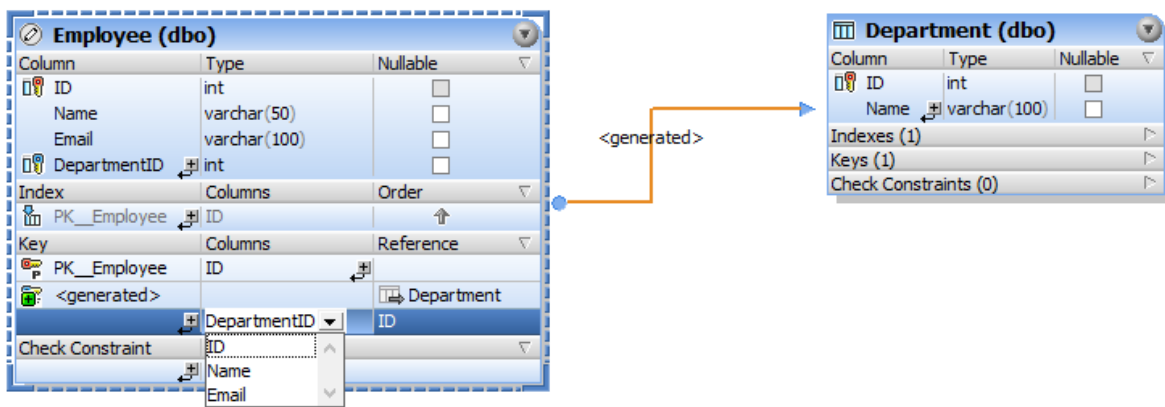 Employee (dbo)
Column Type Nullable
ID int
Name varchar(50)
Email varchar(100)
DepartmentID int
Index Columns Order
PK__Employee ID
Key Columns Reference
P PK__Employee ID
<generated> Department
DepartmentID ID
Check Constraint
ID
Name
Email
<generated>
Department (dbo)
Column Type Nullable
ID int
Name varchar(100)
Indexes (1)
Keys (1)
Check Constraints (0)